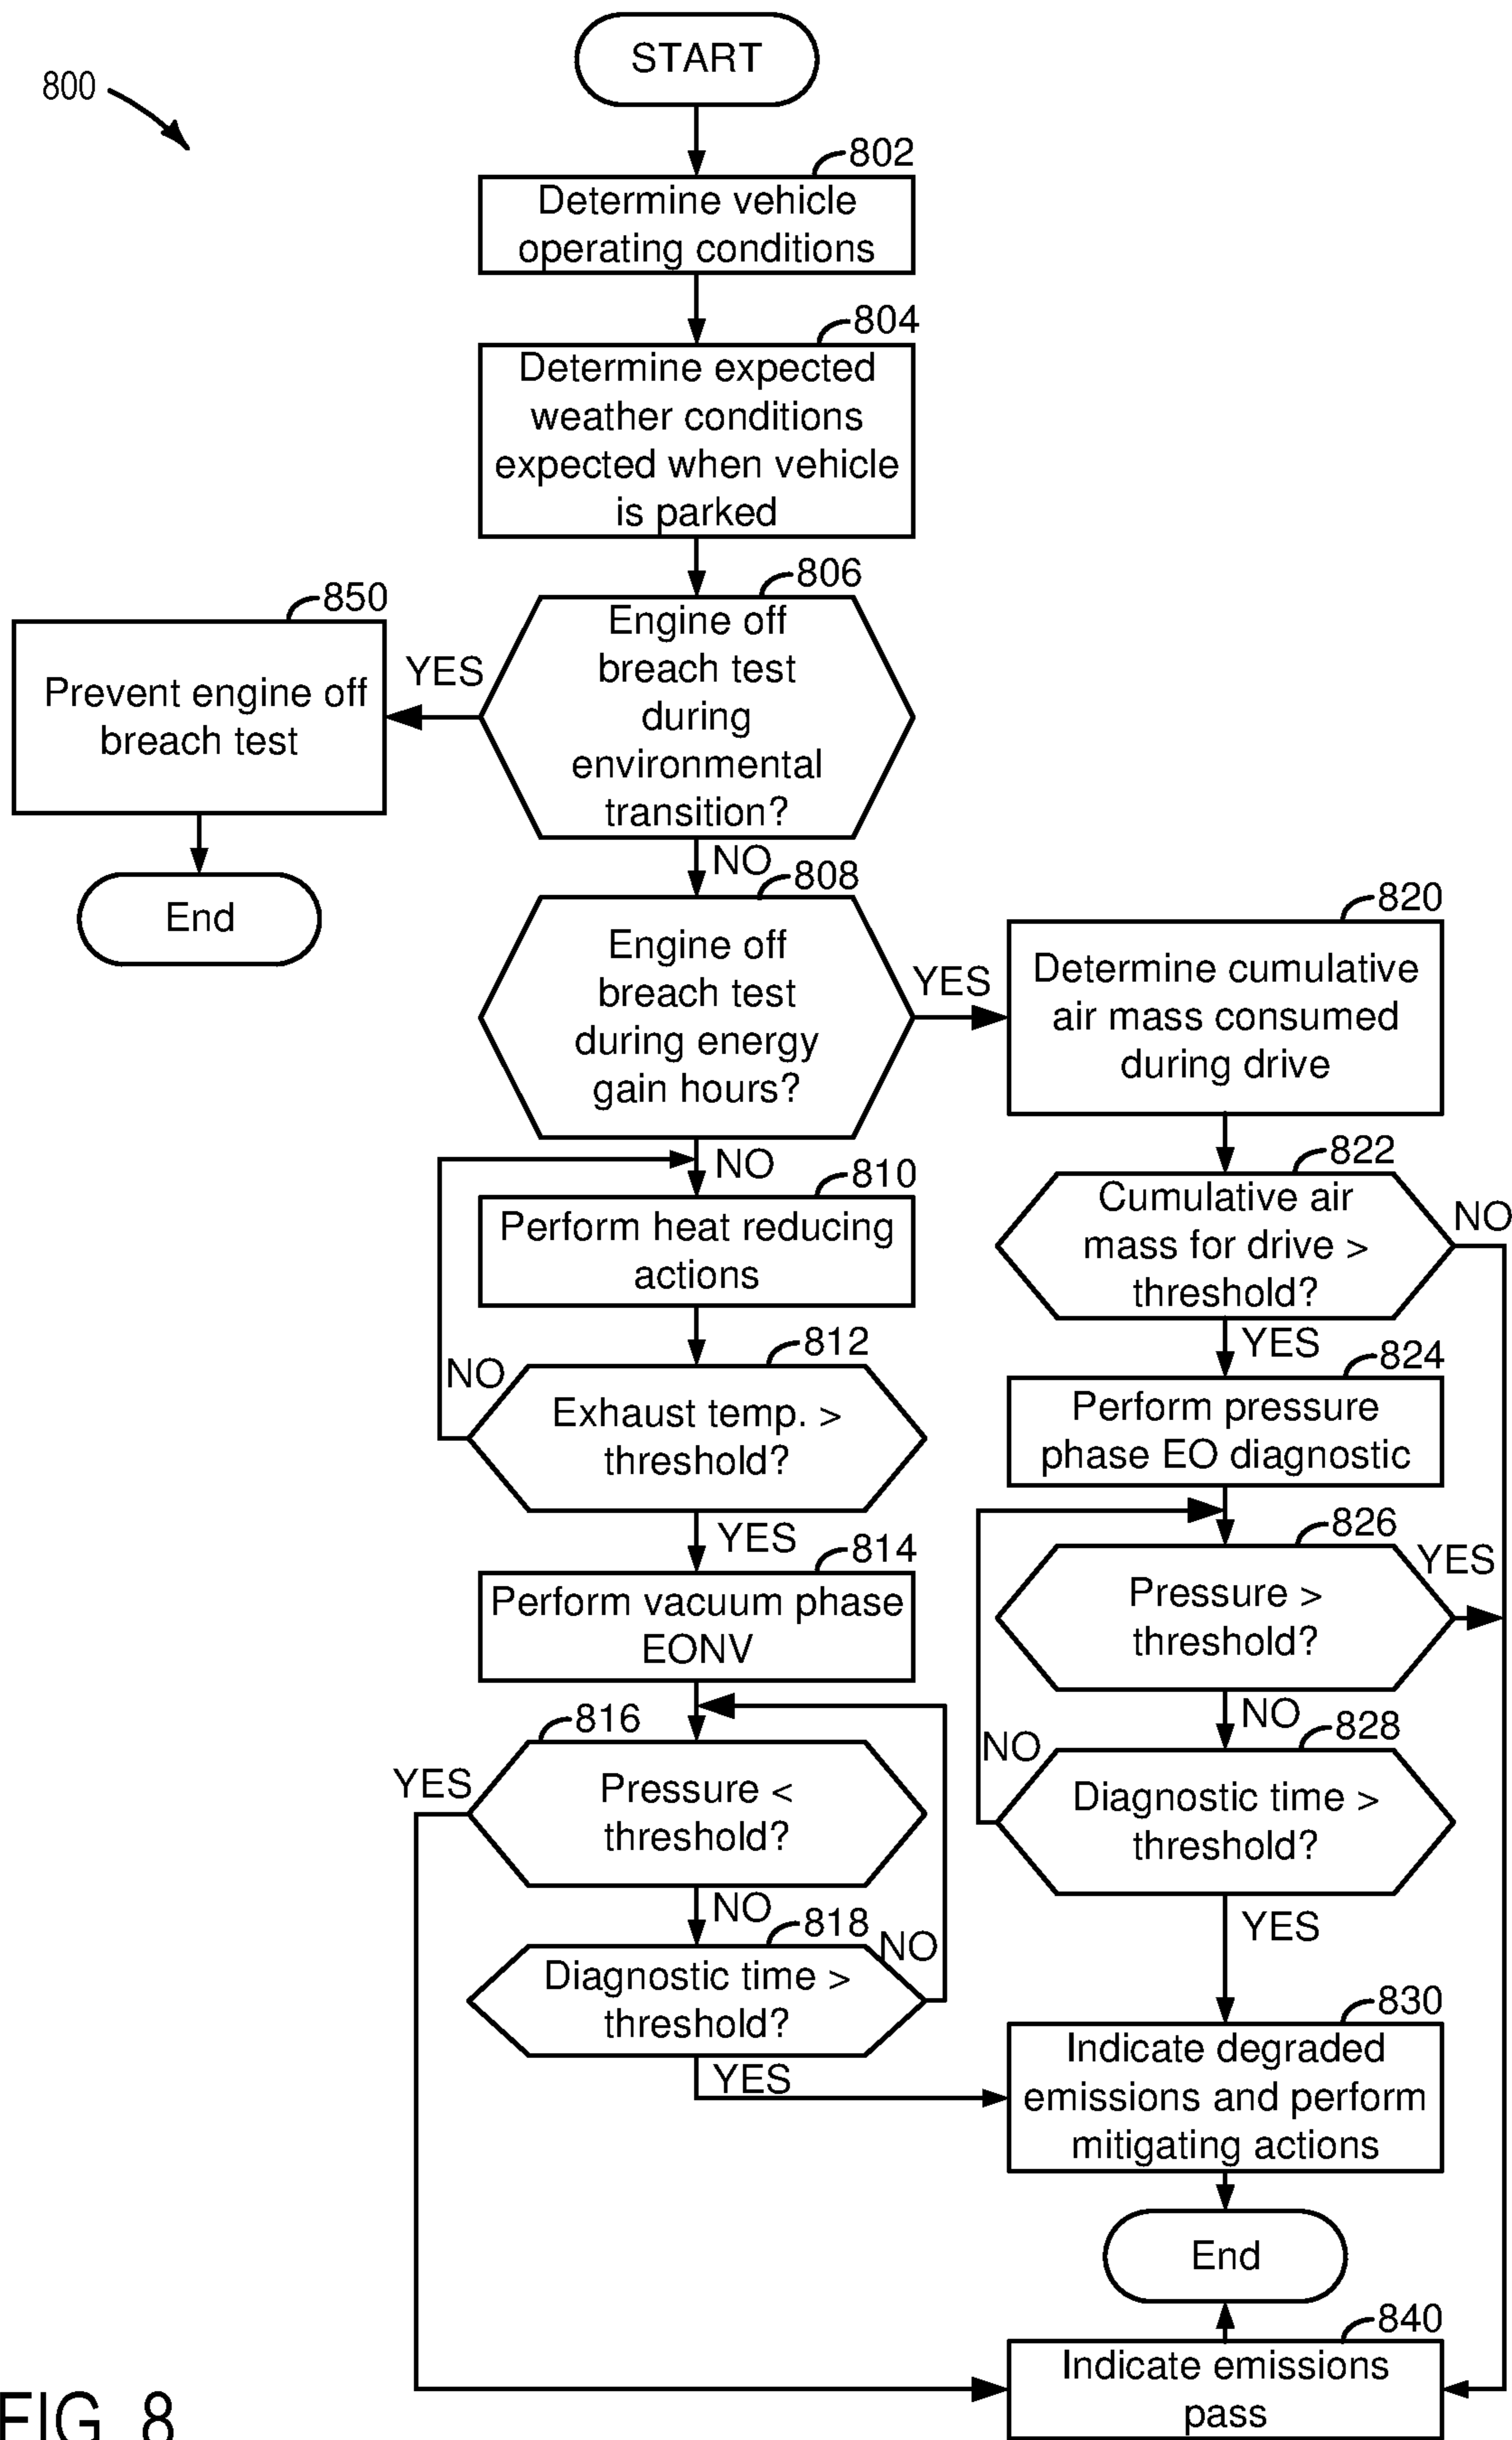 800
START
802
Determine vehicle
operating conditions
804
Determine expected
weather conditions
expected when vehicle
is parked
806
Engine off
breach test
during
environmental
transition?
YES
850
Prevent engine off
breach test
End
NO
808
Engine off
breach test
during energy
gain hours?
YES
820
Determine cumulative
air mass consumed
during drive
NO
810
Perform heat reducing
actions
822
Cumulative air
mass for drive >
threshold?
NO
YES
812
Exhaust temp. >
threshold?
NO
YES
824
Perform pressure
phase EO diagnostic
814
Perform vacuum phase
EONV
826
Pressure >
threshold?
YES
NO
816
Pressure <
threshold?
YES
NO
828
Diagnostic time >
threshold?
NO
YES
818
Diagnostic time >
threshold?
NO
YES
830
Indicate degraded
emissions and perform
mitigating actions
End
840
Indicate emissions
pass
FIG. 8